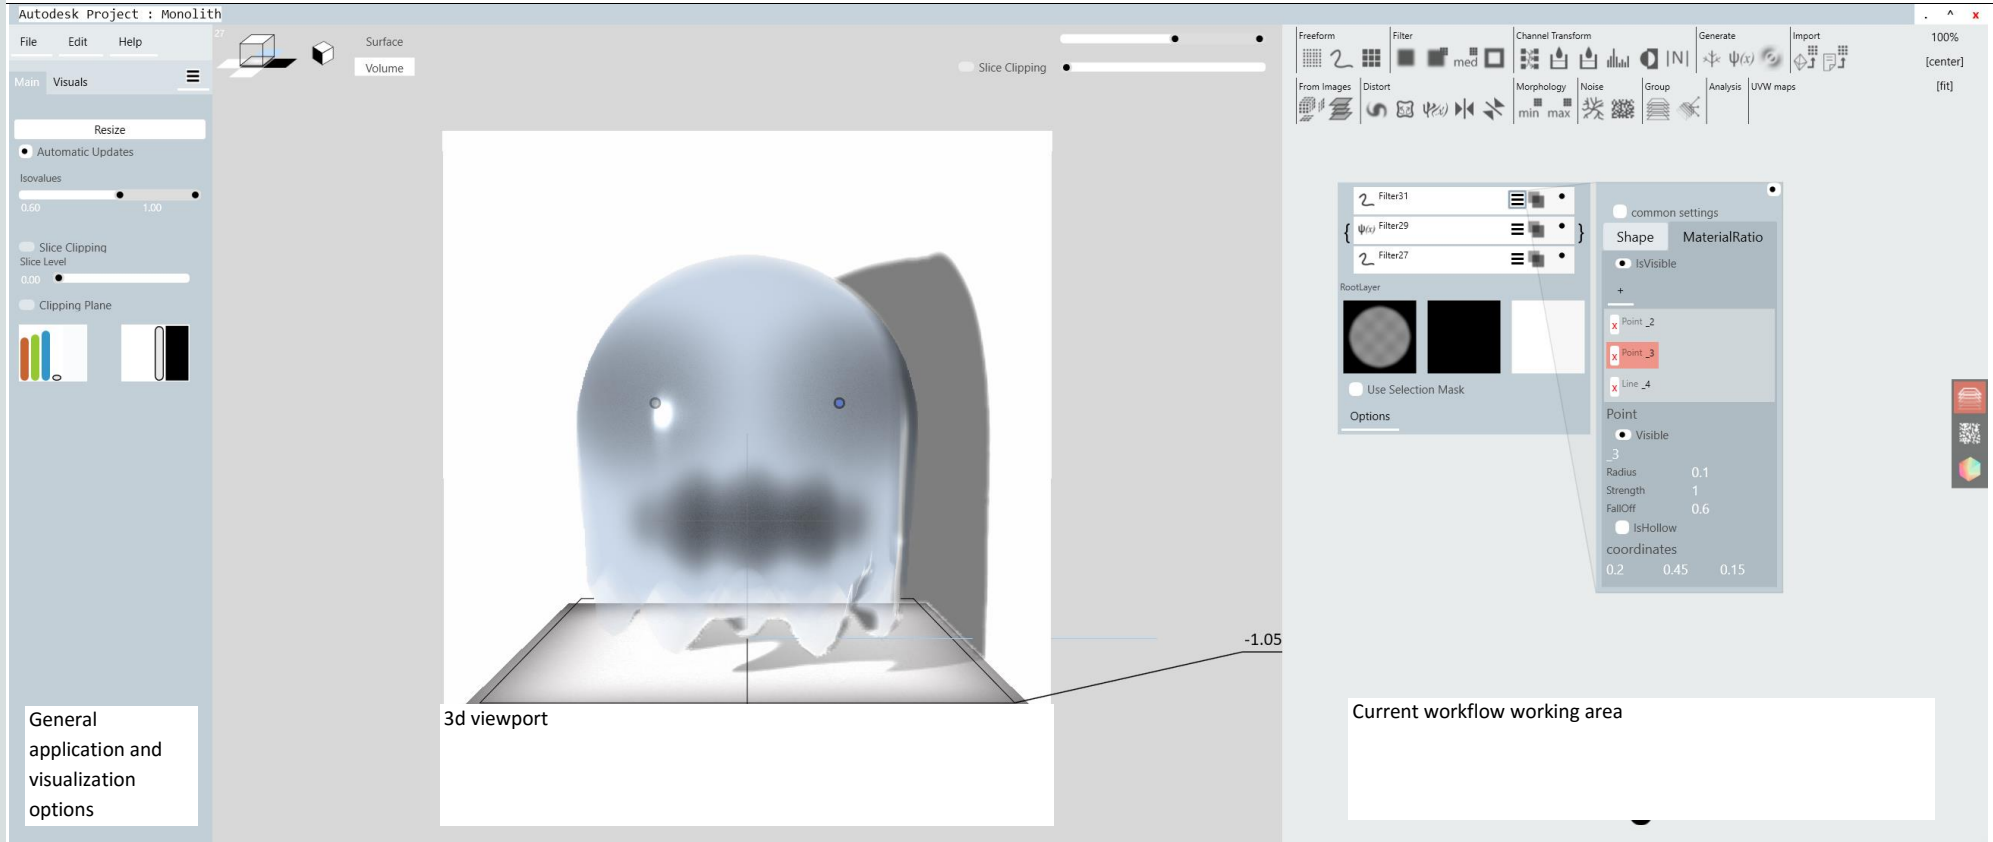 Autodesk Project : Monolith
. ^ x
File Edit Help
27
Surface
Volume
Slice Clipping
Main Visuals
Resize
Automatic Updates
Isovalues
0.60 1.00
Slice Clipping
Slice Level
0.00
Clipping Plane
General
application and
visualization
options
3d viewport
-1.05
Freeform Filter Channel Transform Generate Import
med |N| ψ(x)
From Images Distort Morphology Noise Group Analysis UVW maps
ψ(x) min max
100%
[center]
[fit]
Filter31
{ ψ(x) Filter29 }
Filter27
RootLayer
Use Selection Mask
Options
common settings
Shape MaterialRatio
IsVisible
+
x Point _2
x Point _3
x Line _4
Point
Visible
_3
Radius 0.1
Strength 1
FallOff 0.6
IsHollow
coordinates
0.2 0.45 0.15
Current workflow working area